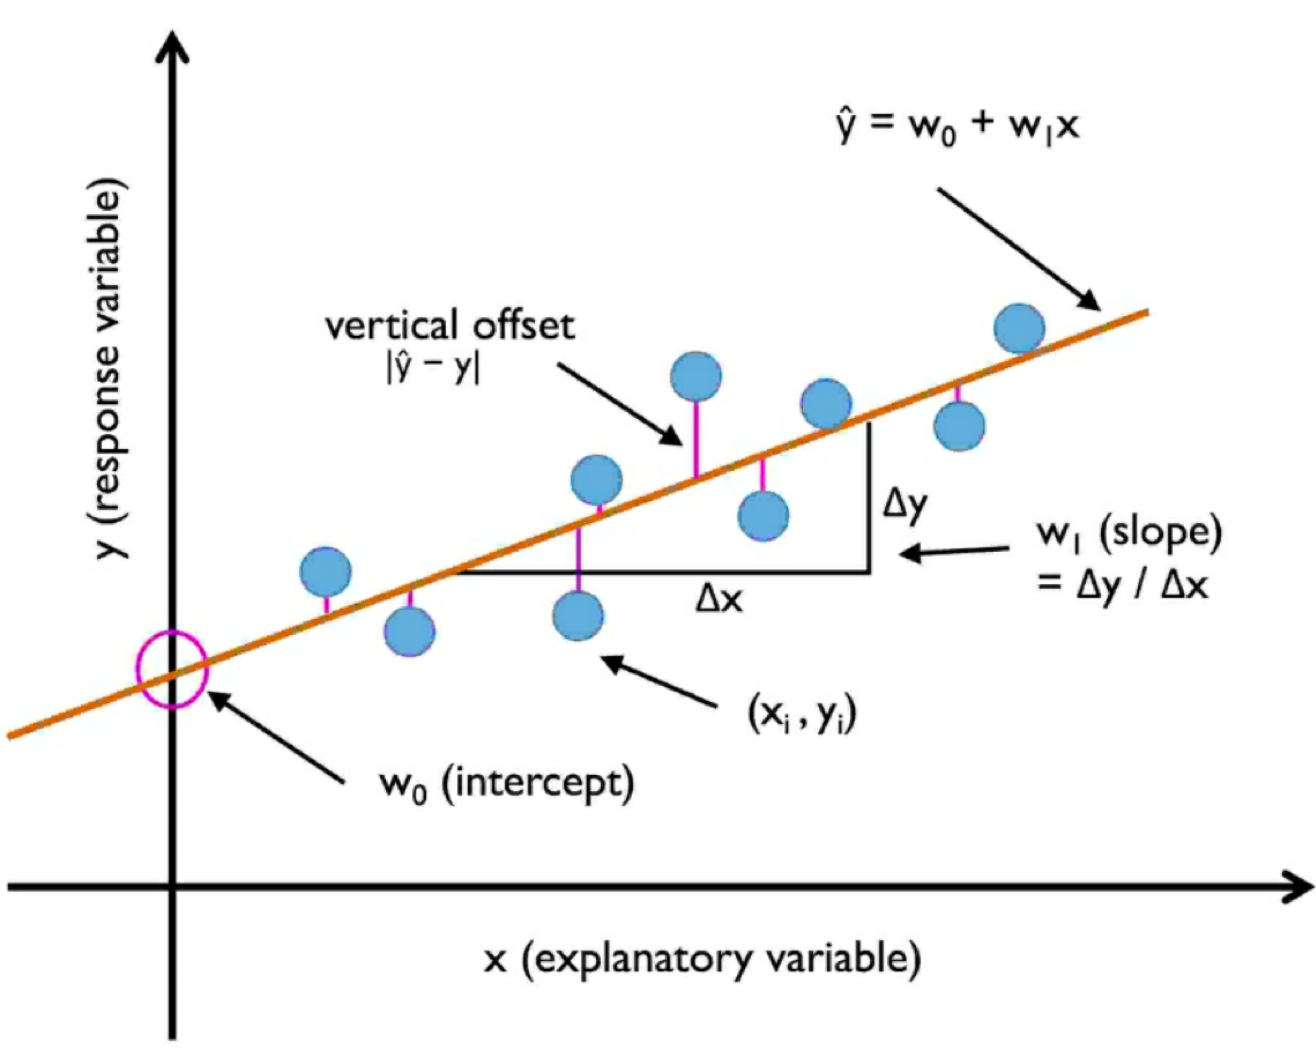 ŷ = w₀ + w₁x
y (response variable)
vertical offset
|ŷ − y|
Δy
w₁ (slope)
= Δy / Δx
Δx
(xᵢ , yᵢ)
w₀ (intercept)
x (explanatory variable)